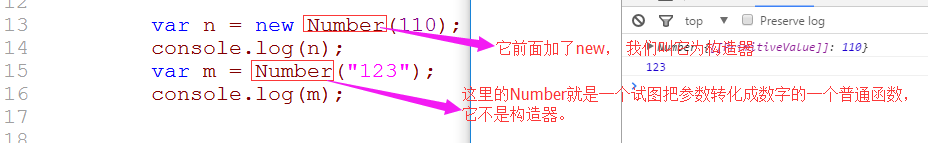 12
13 var n = new Number(110);
14 console.log(n);
15 var m = Number("123");
16 console.log(m);
17
18
top Preserve log
它前面加了new， 我们叫它为构造器
itiveValue]]: 110}
123
这里的Number就是一个试图把参数转化成数字的一个普通函数，
它不是构造器。